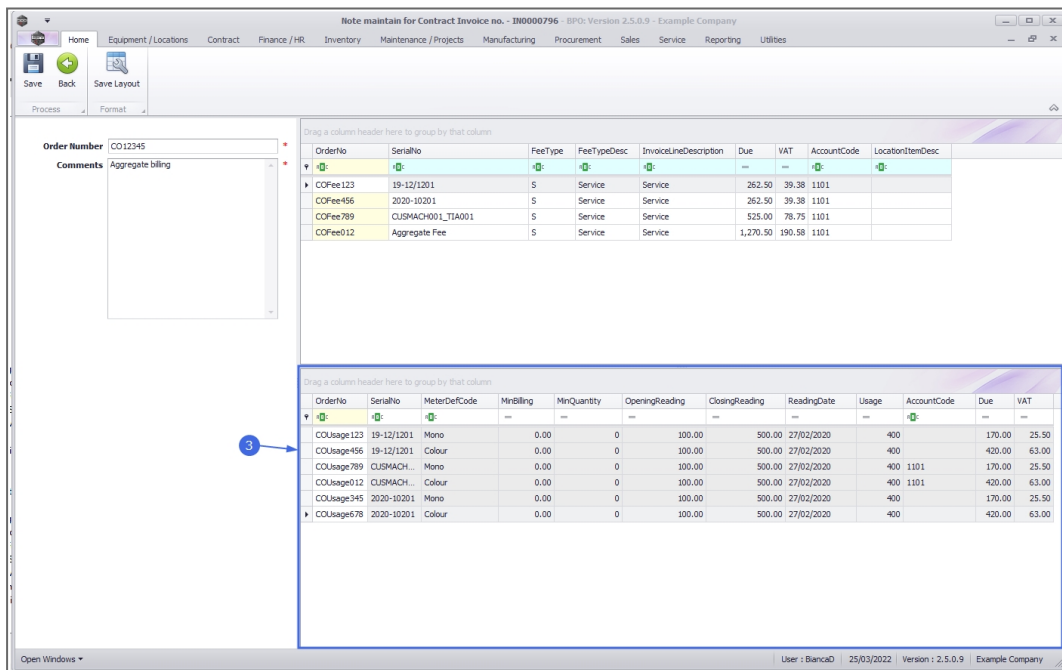 Note maintain for Contract Invoice no. - IN0000796 - BPO: Version 2.5.0.9 - Example Company
Home Equipment / Locations Contract Finance / HR Inventory Maintenance / Projects Manufacturing Procurement Sales Service Reporting Utilities
Save Back Save Layout
Process Format
Order Number CO12345 *
Comments Aggregate billing *
Drag a column header here to group by that column
OrderNo SerialNo FeeType FeeTypeDesc InvoiceLineDescription Due VAT AccountCode LocationItemDesc
COFee123 19-12/1201 S Service Service 262.50 39.38 1101
COFee456 2020-10201 S Service Service 262.50 39.38 1101
COFee789 CUSMACH001_TIA001 S Service Service 525.00 78.75 1101
COFee012 Aggregate Fee S Service Service 1,270.50 190.58 1101
Drag a column header here to group by that column
OrderNo SerialNo MeterDefCode MinBilling MinQuantity OpeningReading ClosingReading ReadingDate Usage AccountCode Due VAT
COUsage123 19-12/1201 Mono 0.00 0 100.00 500.00 27/02/2020 400 170.00 25.50
3
COUsage456 19-12/1201 Colour 0.00 0 100.00 500.00 27/02/2020 400 420.00 63.00
COUsage789 CUSMACH... Mono 0.00 0 100.00 500.00 27/02/2020 400 1101 170.00 25.50
COUsage012 CUSMACH... Colour 0.00 0 100.00 500.00 27/02/2020 400 1101 420.00 63.00
COUsage345 2020-10201 Mono 0.00 0 100.00 500.00 27/02/2020 400 170.00 25.50
COUsage678 2020-10201 Colour 0.00 0 100.00 500.00 27/02/2020 400 420.00 63.00
Open Windows User : BiancaD 25/03/2022 Version : 2.5.0.9 Example Company